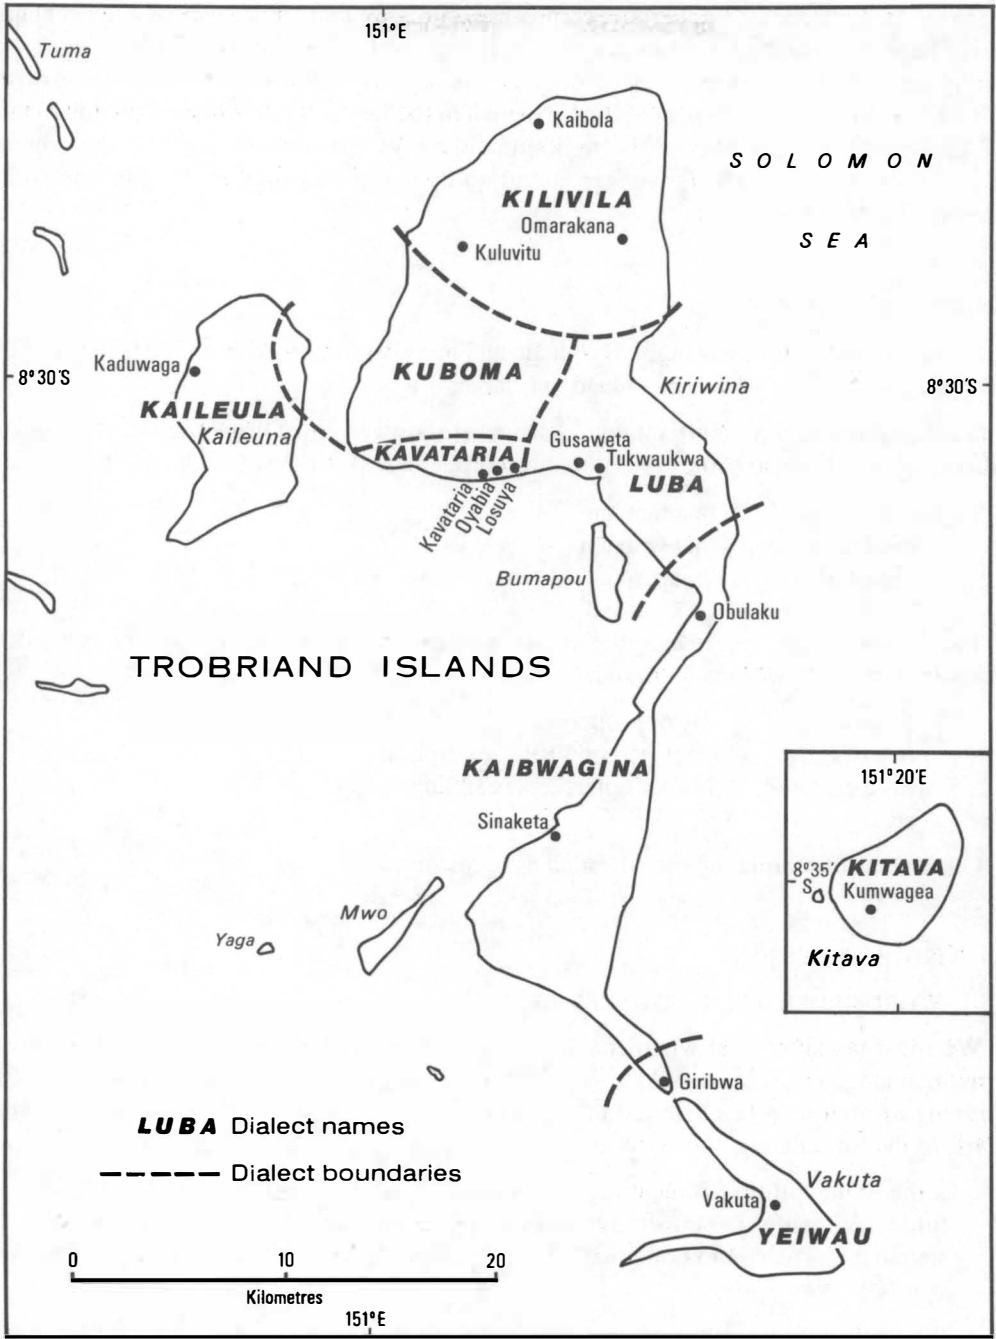 151°E
Tuma
Kaibola
SOLOMON
SEA
KILIVILA
Omarakana
Kuluvitu
Kaduwaga
8°30'S
KUBOMA
Kiriwina
8°30'S
KAILEULA
Kaileuna
KAVATARIA
Gusaweta
Tukwaukwa
LUBA
Kavataria
Oyabia
Losuya
Bumapou
Obulaku
TROBRIAND ISLANDS
KAIBWAGINA
151°20'E
Sinaketa
8°35'
S
KITAVA
Kumwagea
Mwo
Yaga
Kitava
Giribwa
LUBA Dialect names
Dialect boundaries
Vakuta
Vakuta
YEIWAU
0 10 20
Kilometres
151°E